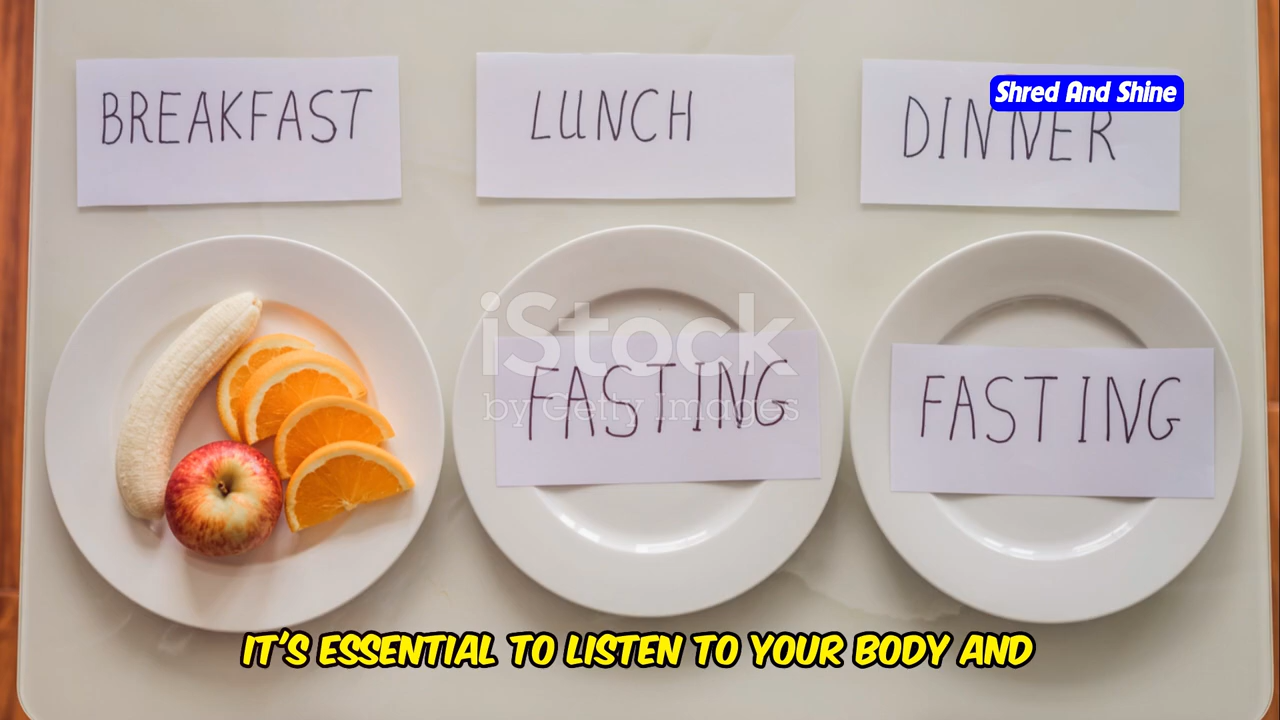 BREAKFAST
LUNCH
DINNER
Shred And Shine
iStock
by Getty Images
FASTING
FASTING
IT'S ESSENTIAL TO LISTEN TO YOUR BODY AND